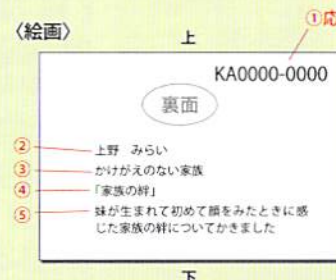 〈絵画〉
上
①応
KA0000-0000
裏面
② 上野 みらい
③ かけがえのない家族
④ 「家族の絆」
⑤ 妹が生まれて初めて顔をみたときに感
じた家族の絆についてかきました
下